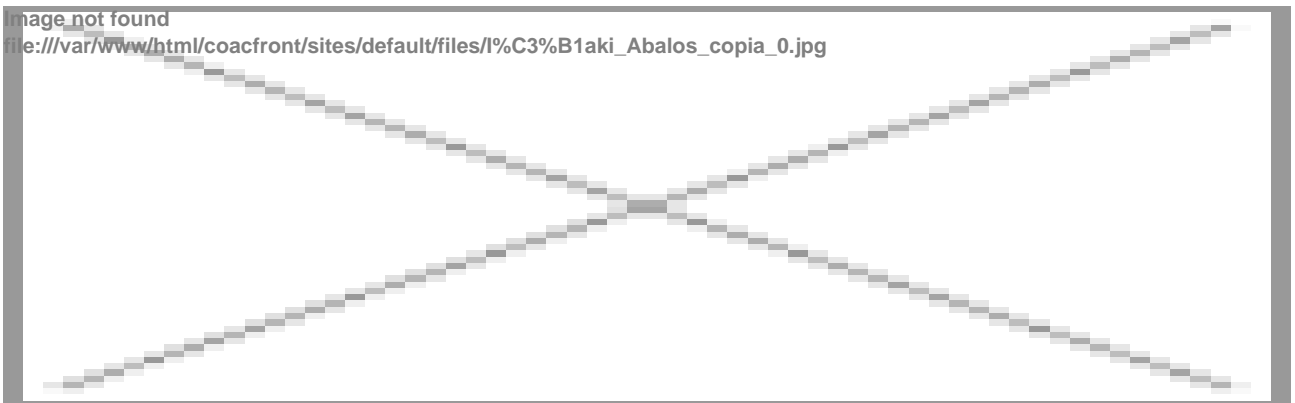 Image not found
file:///var/www/html/coacfront/sites/default/files/I%C3%B1aki_Abalos_copia_0.jpg